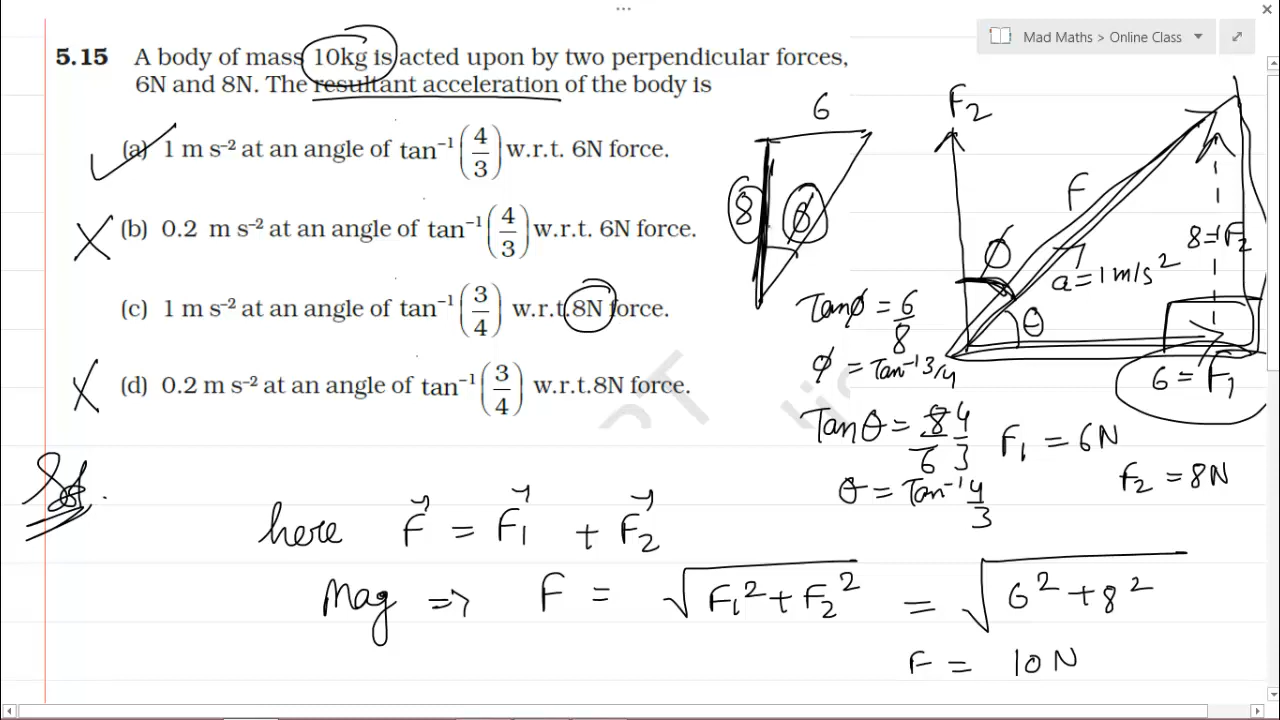 Mad Maths > Online Class
5.15 A body of mass 10kg is acted upon by two perpendicular forces,
6N and 8N. The resultant acceleration of the body is
(a) 1 m s⁻² at an angle of tan⁻¹ (4/3) w.r.t. 6N force.
(b) 0.2 m s⁻² at an angle of tan⁻¹ (4/3) w.r.t. 6N force.
(c) 1 m s⁻² at an angle of tan⁻¹ (3/4) w.r.t.8N force.
(d) 0.2 m s⁻² at an angle of tan⁻¹ (3/4) w.r.t.8N force.
6
8
ϕ
F₂
F
ϕ
θ
a = 1 m/s²
8 = F₂
6 = F₁
Tanϕ = 6/8
ϕ = Tan⁻¹ 3/4
Tanθ = 8/6 4/3
θ = Tan⁻¹ 4/3
F₁ = 6N
F₂ = 8N
Sol.
here F⃗ = F⃗₁ + F⃗₂
Mag => F = √(F₁² + F₂²) = √(6² + 8²)
F = 10N